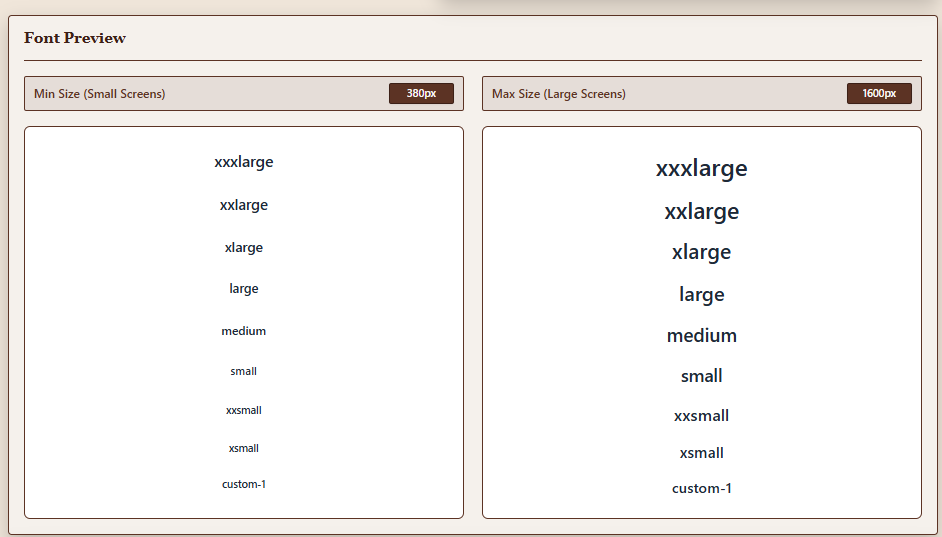 Font Preview
Min Size (Small Screens) 380px
Max Size (Large Screens) 1600px
xxxlarge
xxlarge
xlarge
large
medium
small
xxsmall
xsmall
custom-1
xxxlarge
xxlarge
xlarge
large
medium
small
xxsmall
xsmall
custom-1